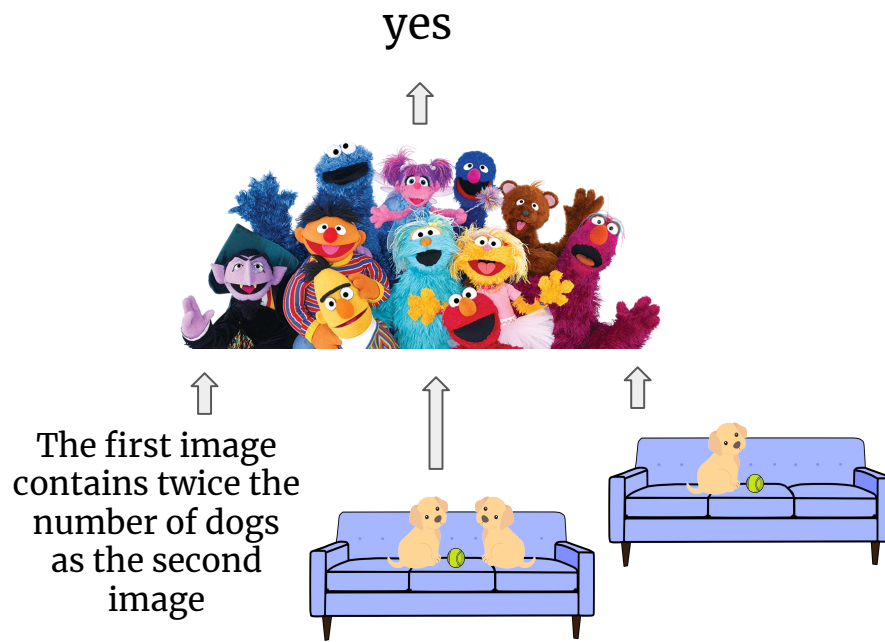 yes
The first image
contains twice the
number of dogs
as the second
image